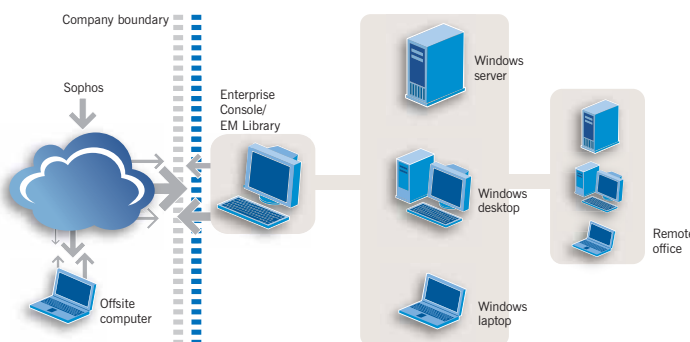 Company boundary
Sophos
Enterprise
Console/
EM Library
Windows
server
Windows
desktop
Windows
laptop
Remote
office
Offsite
computer